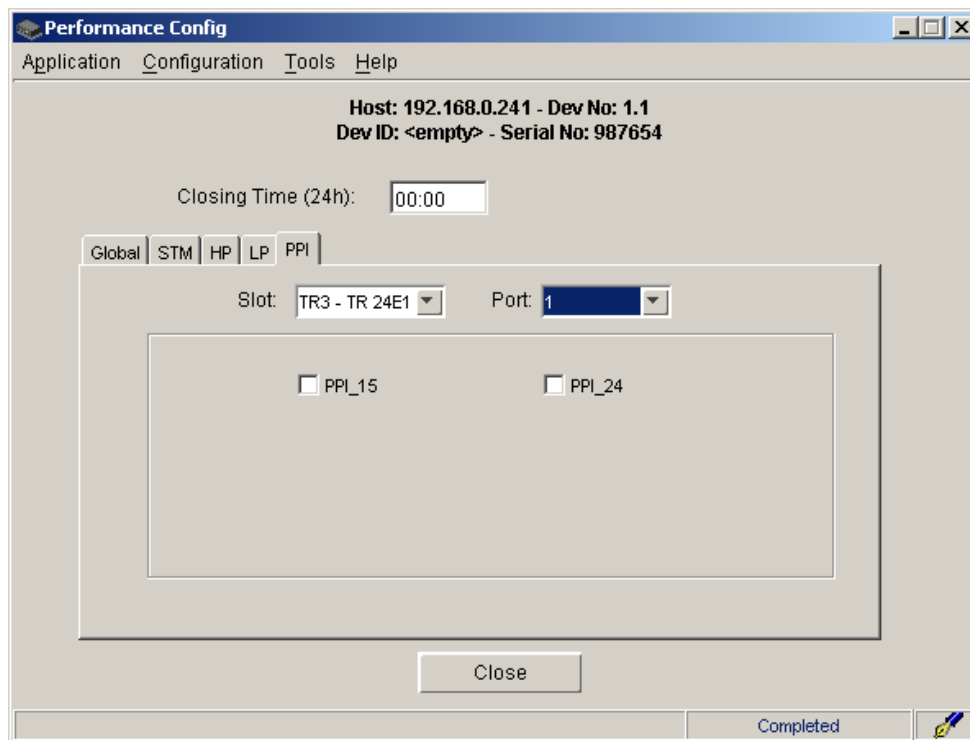 Performance Config
Application Configuration Tools Help
Host: 192.168.0.241 - Dev No: 1.1
Dev ID: <empty> - Serial No: 987654
Closing Time (24h): 00:00
Global STM HP LP PPI
Slot: TR3 - TR 24E1 Port: 1
PPI_15 PPI_24
Close
Completed